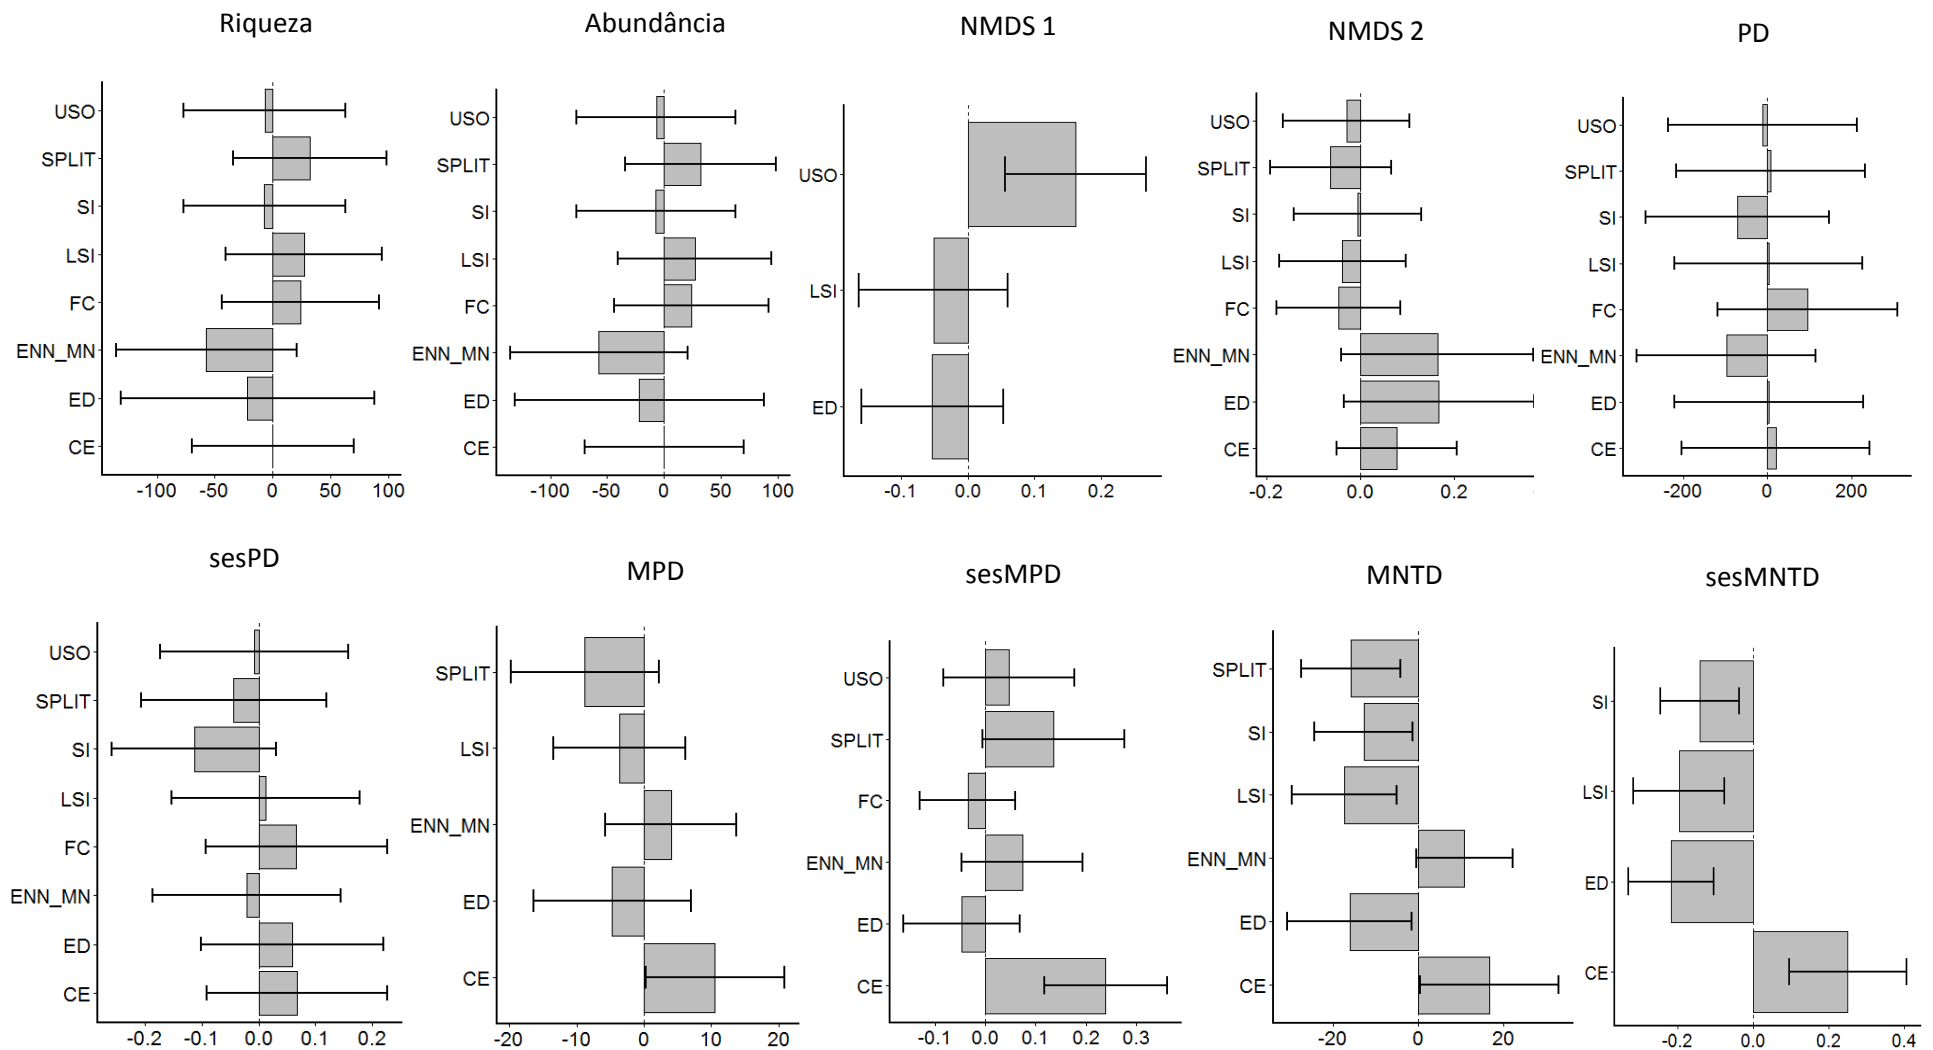 Riqueza
USO
SPLIT
SI
LSI
FC
ENN_MN
ED
CE
-100 -50 0 50 100
Abundância
USO
SPLIT
SI
LSI
FC
ENN_MN
ED
CE
-100 -50 0 50 100
NMDS 1
USO
LSI
ED
-0.1 0.0 0.1 0.2
NMDS 2
USO
SPLIT
SI
LSI
FC
ENN_MN
ED
CE
-0.2 0.0 0.2
PD
USO
SPLIT
SI
LSI
FC
ENN_MN
ED
CE
-200 0 200
sesPD
USO
SPLIT
SI
LSI
FC
ENN_MN
ED
CE
-0.2 -0.1 0.0 0.1 0.2
MPD
SPLIT
LSI
ENN_MN
ED
CE
-20 -10 0 10 20
sesMPD
USO
SPLIT
FC
ENN_MN
ED
CE
-0.1 0.0 0.1 0.2 0.3
MNTD
SPLIT
SI
LSI
ENN_MN
ED
CE
-20 0 20
sesMNTD
SI
LSI
ED
CE
-0.2 0.0 0.2 0.4